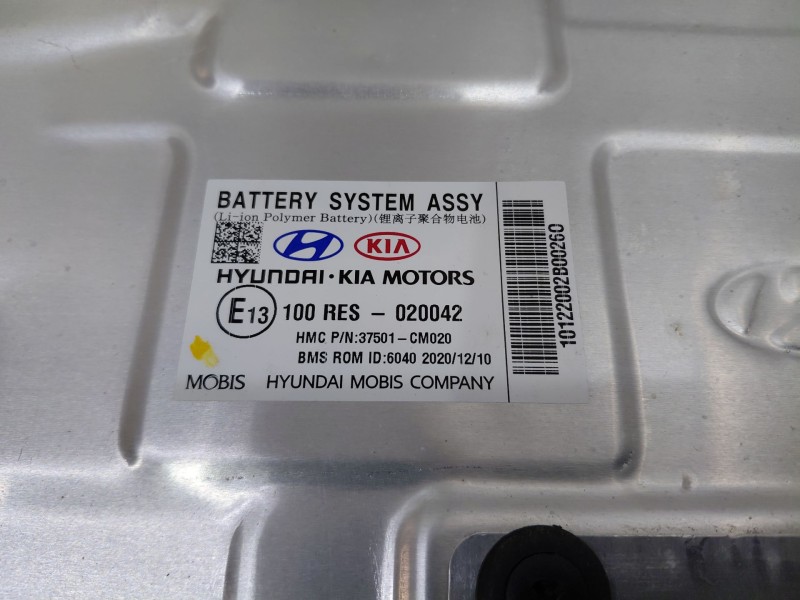 BATTERY SYSTEM ASSY
(Li-ion Polymer Battery)(锂离子聚合物电池)
KIA
HYUNDAI·KIA MOTORS
E13 100 RES - 020042
HMC P/N:37501-CM020
BMS ROM ID:6040 2020/12/10
MOBIS HYUNDAI MOBIS COMPANY
10122002B00260